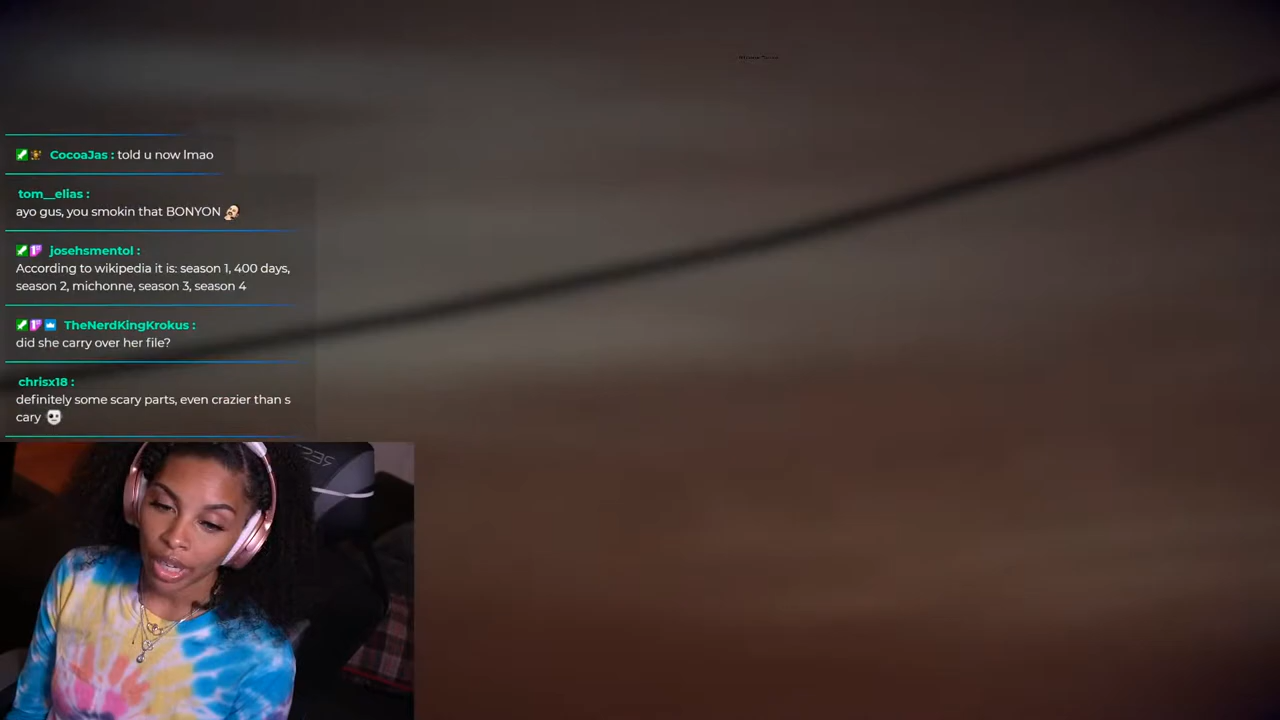 CocoaJas : told u now lmao
tom__elias :
ayo gus, you smokin that BONYON
josehsmentol :
According to wikipedia it is: season 1, 400 days,
season 2, michonne, season 3, season 4
TheNerdKingKrokus :
did she carry over her file?
chrisx18 :
definitely some scary parts, even crazier than s
cary